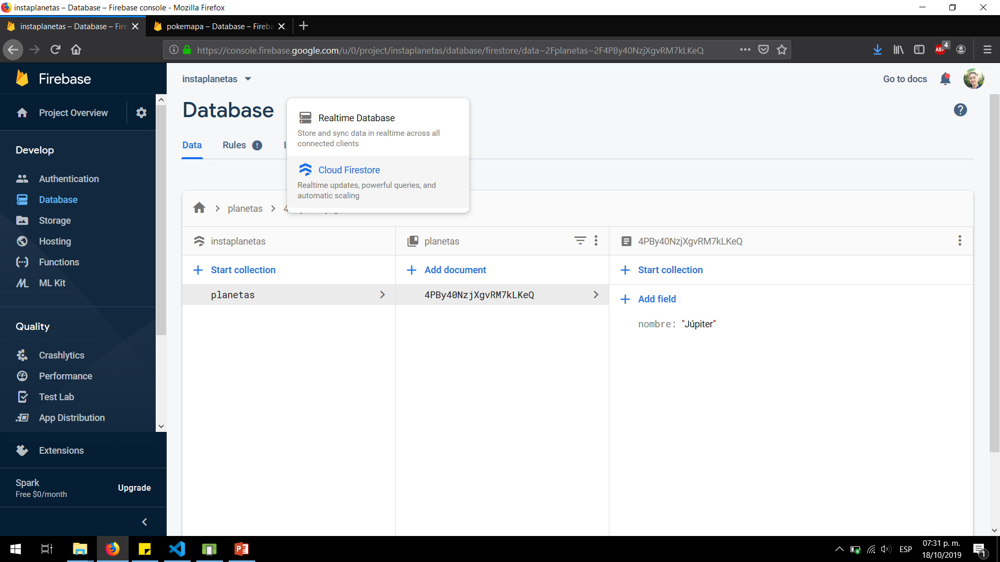 instaplanetas – Database – Firebase console - Mozilla Firefox
instaplanetas – Database – Fire
pokemapa – Database – Fireba
https://console.firebase.google.com/u/0/project/instaplanetas/database/firestore/data~2Fplanetas~2F4PBy40NzjXgvRM7kLKeQ
ABP
4
Firebase
instaplanetas
Go to docs
Project Overview
Database
Realtime Database
Store and sync data in realtime across all
connected clients
Data
Rules
Cloud Firestore
Realtime updates, powerful queries, and
automatic scaling
Develop
Authentication
Database
Storage
Hosting
Functions
ML Kit
Quality
Crashlytics
Performance
Test Lab
App Distribution
Extensions
Spark
Free $0/month
Upgrade
planetas
instaplanetas
planetas
4PBy40NzjXgvRM7kLKeQ
Start collection
Add document
Start collection
planetas
4PBy40NzjXgvRM7kLKeQ
Add field
nombre: "Júpiter"
ESP
07:31 p. m.
18/10/2019
1